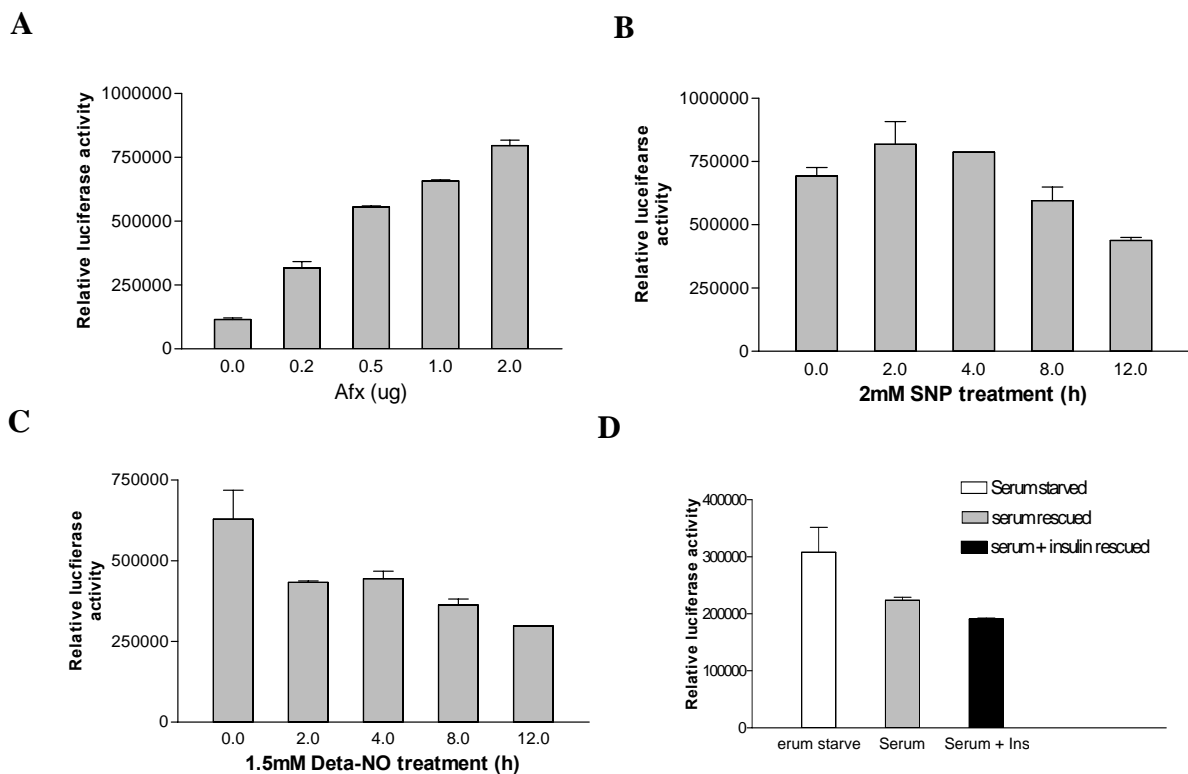 A
Relative luciferase activity
1000000
750000
500000
250000
0
0.0 0.2 0.5 1.0 2.0
Afx (ug)
B
Relative luceifearse
activity
1000000
750000
500000
250000
0
0.0 2.0 4.0 8.0 12.0
2mM SNP treatment (h)
C
Relative lucfierase
activity
750000
500000
250000
0
0.0 2.0 4.0 8.0 12.0
1.5mM Deta-NO treatment (h)
D
Relative luciferase activity
400000
300000
200000
100000
0
Serum starved
serum rescued
serum + insulin rescued
erum starve Serum Serum + Ins